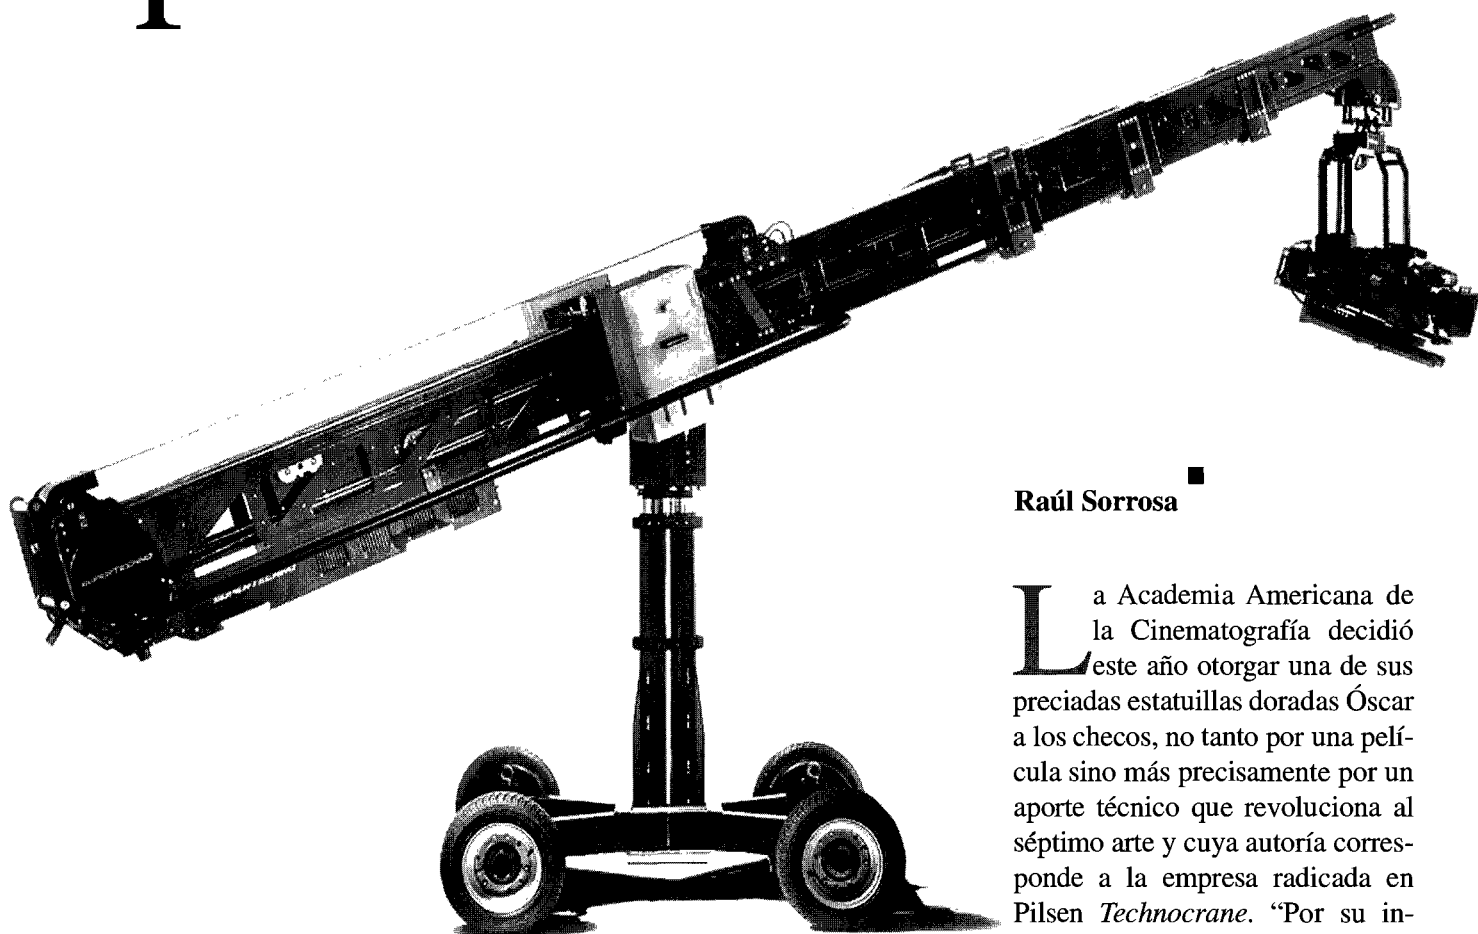 Raúl Sorrosa
La Academia Americana de
la Cinematografía decidió
este año otorgar una de sus
preciadas estatuillas doradas Óscar
a los checos, no tanto por una pelí-
cula sino más precisamente por un
aporte técnico que revoluciona al
séptimo arte y cuya autoría corres-
ponde a la empresa radicada en
Pilsen Technocrane. “Por su in-